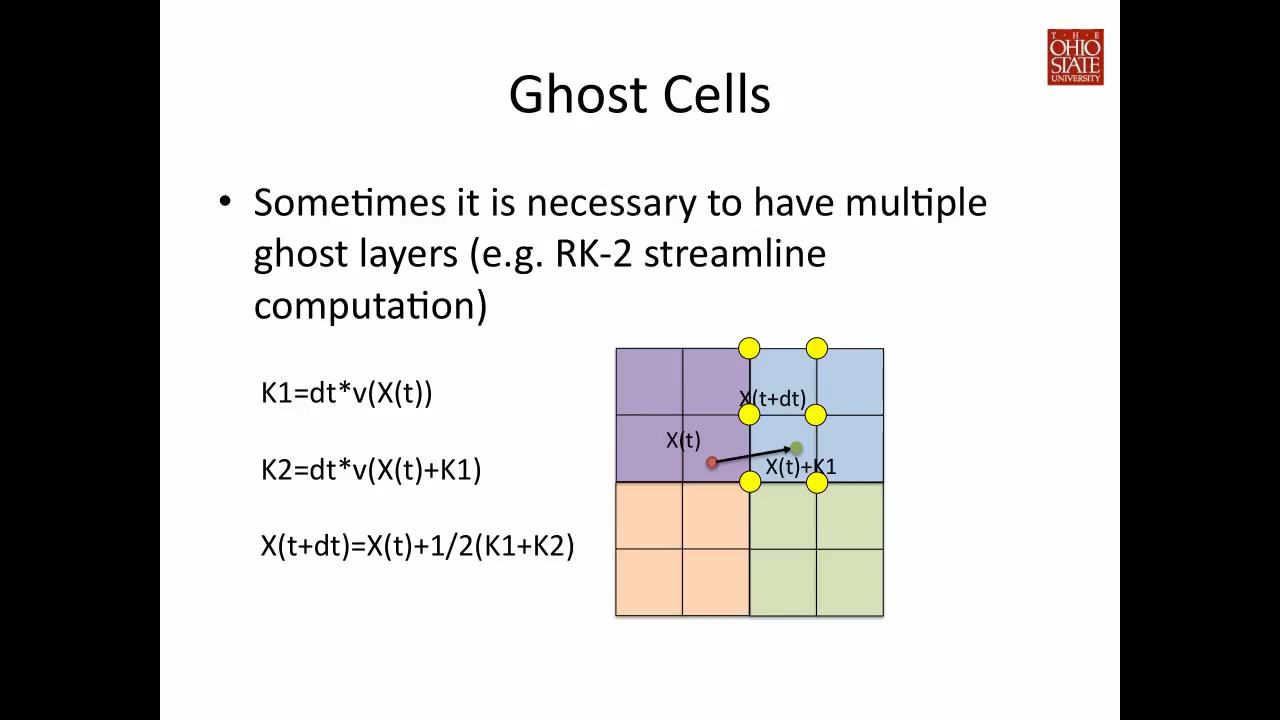 T · H · E
OHIO
STATE
UNIVERSITY
Ghost Cells
• Sometimes it is necessary to have multiple
ghost layers (e.g. RK-2 streamline
computation)
K1=dt*v(X(t))
K2=dt*v(X(t)+K1)
X(t+dt)=X(t)+1/2(K1+K2)
X(t+dt)
X(t)
X(t)+K1